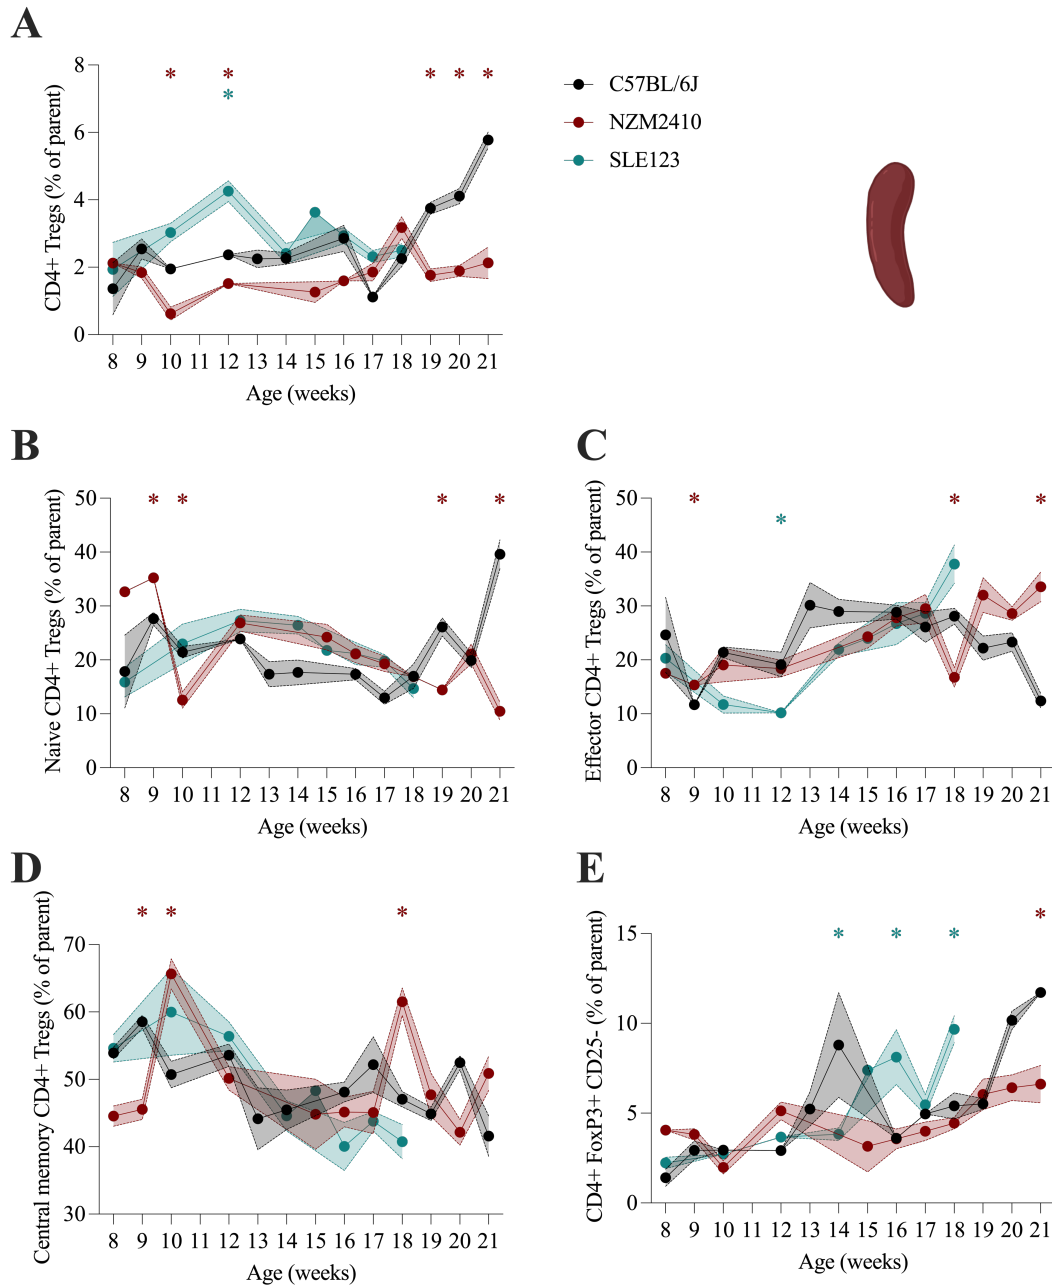 A
CD4+ Tregs (% of parent)
8
6
4
2
0
* * * * *
*
8 9 10 11 12 13 14 15 16 17 18 19 20 21
Age (weeks)
C57BL/6J
NZM2410
SLE123
B
Naive CD4+ Tregs (% of parent)
50
40
30
20
10
0
* * * *
8 9 10 11 12 13 14 15 16 17 18 19 20 21
Age (weeks)
C
Effector CD4+ Tregs (% of parent)
50
40
30
20
10
0
* * *
*
8 9 10 11 12 13 14 15 16 17 18 19 20 21
Age (weeks)
D
Central memory CD4+ Tregs (% of parent)
70
60
50
40
30
* * *
8 9 10 11 12 13 14 15 16 17 18 19 20 21
Age (weeks)
E
CD4+ FoxP3+ CD25- (% of parent)
15
10
5
0
*
* * *
8 9 10 11 12 13 14 15 16 17 18 19 20 21
Age (weeks)